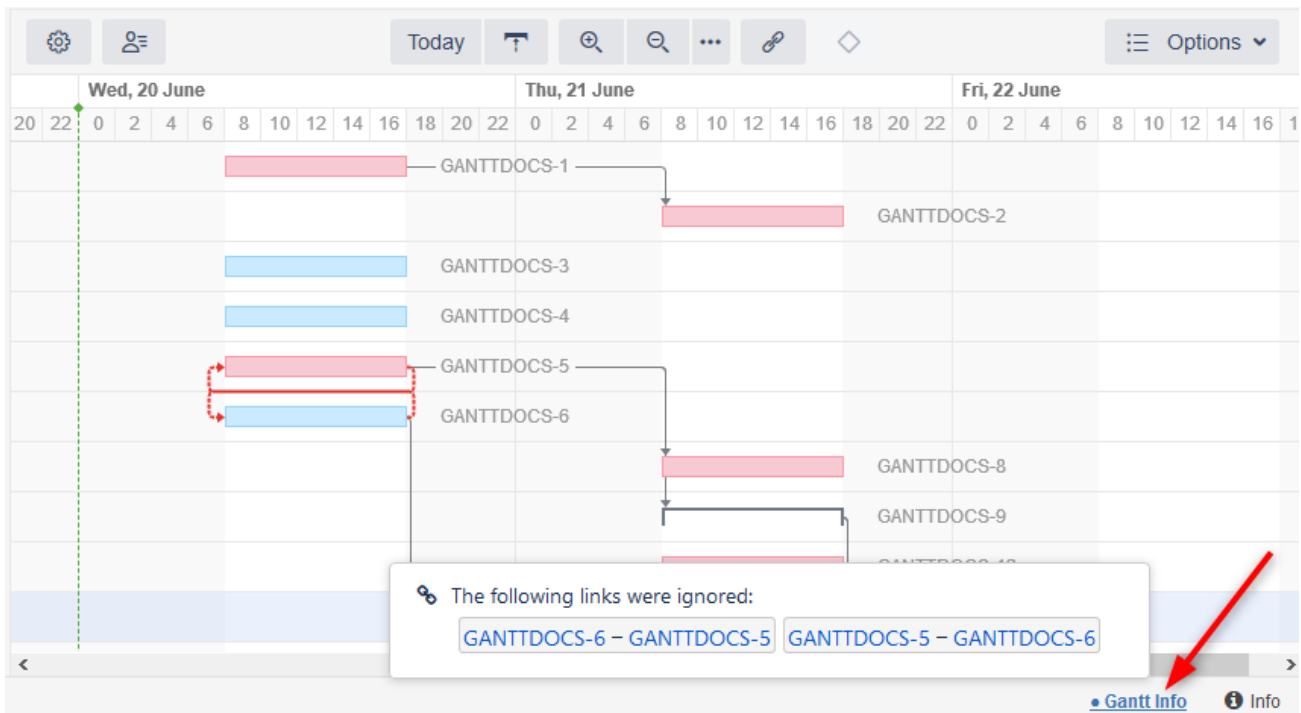 Today Options
Wed, 20 June Thu, 21 June Fri, 22 June
20 22 0 2 4 6 8 10 12 14 16 18 20 22 0 2 4 6 8 10 12 14 16 18 20 22 0 2 4 6 8 10 12 14 16 1
GANTTDOCS-1
GANTTDOCS-2
GANTTDOCS-3
GANTTDOCS-4
GANTTDOCS-5
GANTTDOCS-6
GANTTDOCS-8
GANTTDOCS-9
The following links were ignored:
GANTTDOCS-6 – GANTTDOCS-5 GANTTDOCS-5 – GANTTDOCS-6
• Gantt Info Info